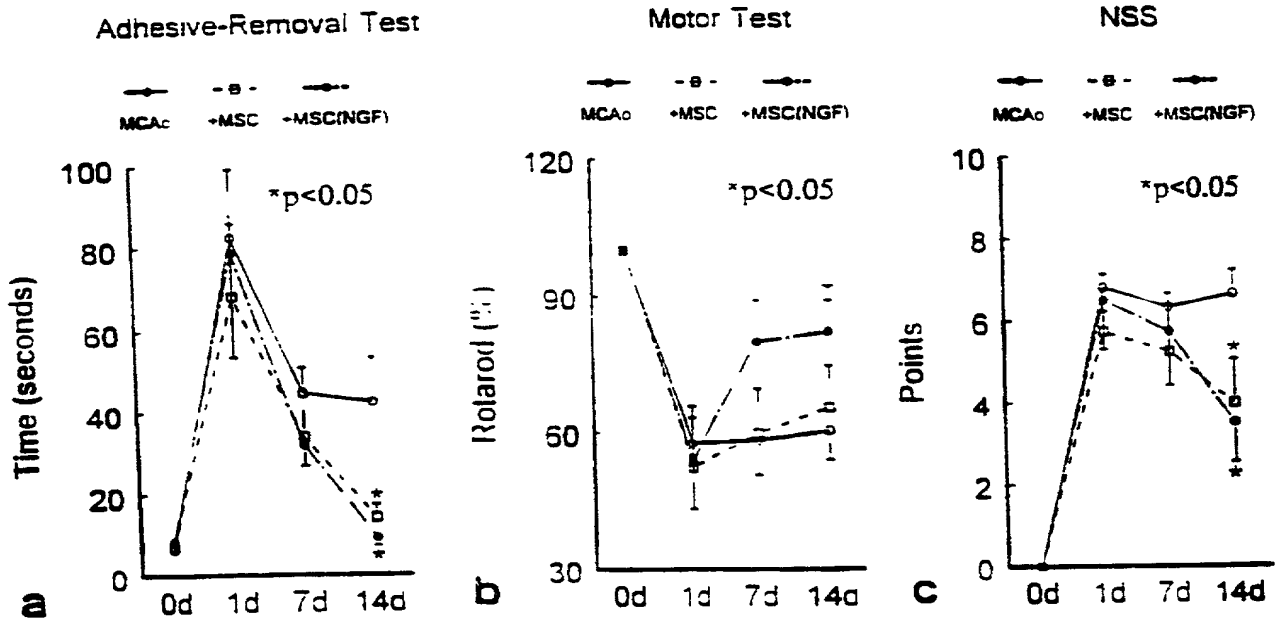 Adhesive-Removal Test
MCAo +MSC +MSC(NGF)
*p<0.05
Time (seconds)
100
80
60
40
20
0
0d 1d 7d 14d
a
Motor Test
MCAo +MSC +MSC(NGF)
*p<0.05
Rotarod (%)
120
90
60
30
0d 1d 7d 14d
b
NSS
MCAo +MSC +MSC(NGF)
*p<0.05
Points
10
8
6
4
2
0
0d 1d 7d 14d
c